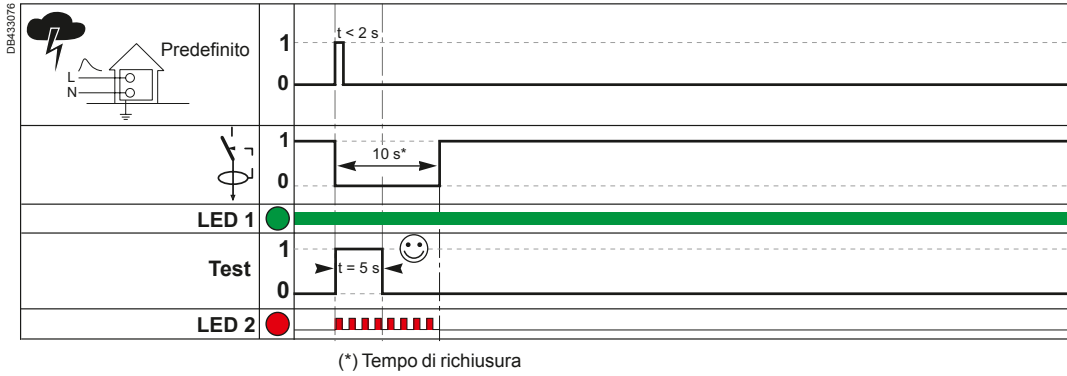 DB433076
Predefinito
L
N
1
t < 2 s
0
1
10 s*
0
LED 1
Test
1
t = 5 s
0
LED 2
(*) Tempo di richiusura